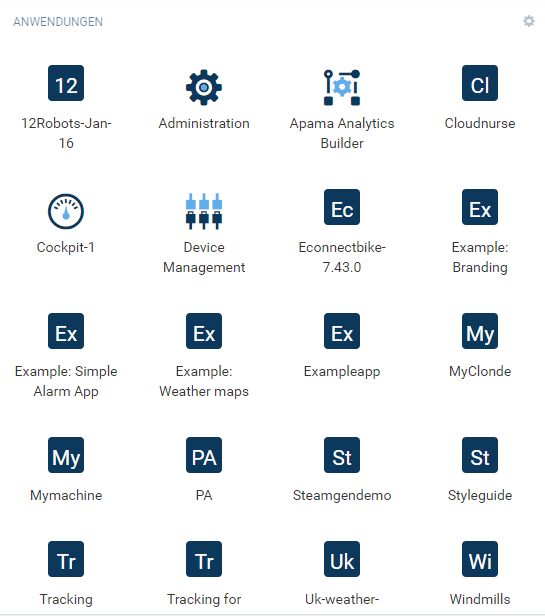 ANWENDUNGEN
12 Cl
12Robots-Jan-16 Administration Apama Analytics Builder Cloudnurse
Ec Ex
Cockpit-1 Device Management Econnectbike-7.43.0 Example: Branding
Ex Ex Ex My
Example: Simple Alarm App Example: Weather maps Exampleapp MyClonde
My PA St St
Mymachine PA Steamgendemo Styleguide
Tr Tr Uk Wi
Tracking Tracking for Uk-weather- Windmills